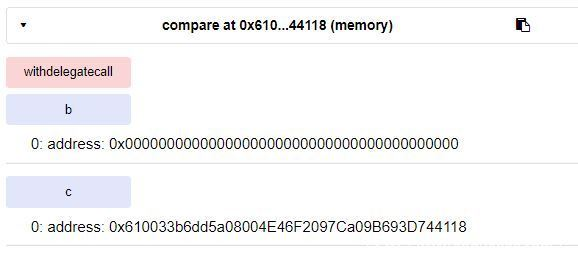 compare at 0x610...44118 (memory)
withdelegatecall
b
0: address: 0x0000000000000000000000000000000000000000
c
0: address: 0x610033b6dd5a08004E46F2097Ca09B693D744118